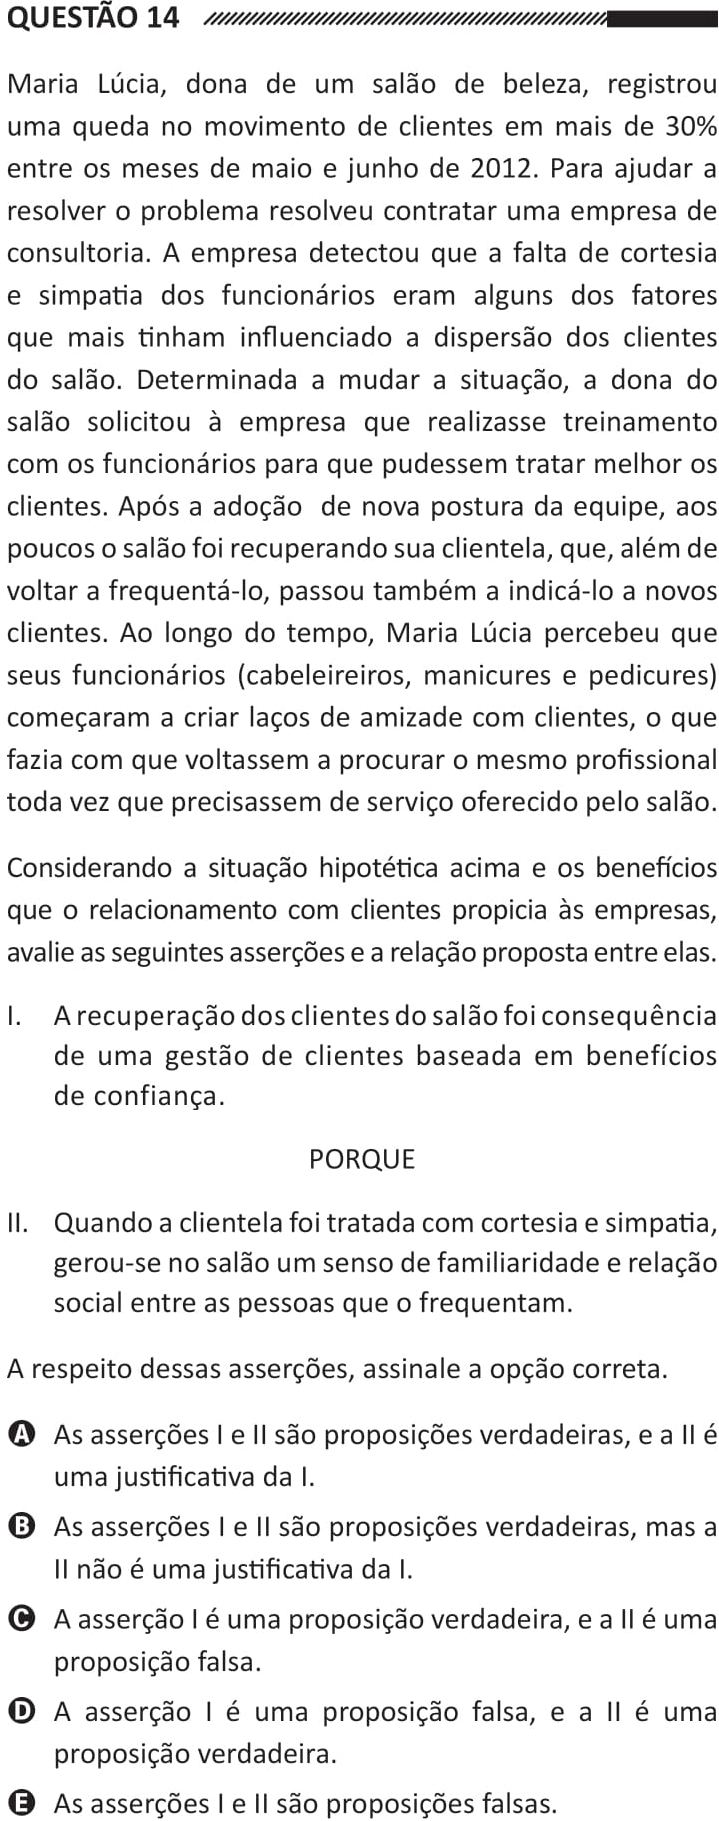 QUESTÃO 14
Maria Lúcia, dona de um salão de beleza, registrou
uma queda no movimento de clientes em mais de 30%
entre os meses de maio e junho de 2012. Para ajudar a
resolver o problema resolveu contratar uma empresa de
consultoria. A empresa detectou que a falta de cortesia
e simpatia dos funcionários eram alguns dos fatores
que mais tinham influenciado a dispersão dos clientes
do salão. Determinada a mudar a situação, a dona do
salão solicitou à empresa que realizasse treinamento
com os funcionários para que pudessem tratar melhor os
clientes. Após a adoção de nova postura da equipe, aos
poucos o salão foi recuperando sua clientela, que, além de
voltar a frequentá-lo, passou também a indicá-lo a novos
clientes. Ao longo do tempo, Maria Lúcia percebeu que
seus funcionários (cabeleireiros, manicures e pedicures)
começaram a criar laços de amizade com clientes, o que
fazia com que voltassem a procurar o mesmo profissional
toda vez que precisassem de serviço oferecido pelo salão.
Considerando a situação hipotética acima e os benefícios
que o relacionamento com clientes propicia às empresas,
avalie as seguintes asserções e a relação proposta entre elas.
I. A recuperação dos clientes do salão foi consequência
de uma gestão de clientes baseada em benefícios
de confiança.
PORQUE
II. Quando a clientela foi tratada com cortesia e simpatia,
gerou-se no salão um senso de familiaridade e relação
social entre as pessoas que o frequentam.
A respeito dessas asserções, assinale a opção correta.
A As asserções I e II são proposições verdadeiras, e a II é
uma justificativa da I.
B As asserções I e II são proposições verdadeiras, mas a
II não é uma justificativa da I.
C A asserção I é uma proposição verdadeira, e a II é uma
proposição falsa.
D A asserção I é uma proposição falsa, e a II é uma
proposição verdadeira.
E As asserções I e II são proposições falsas.